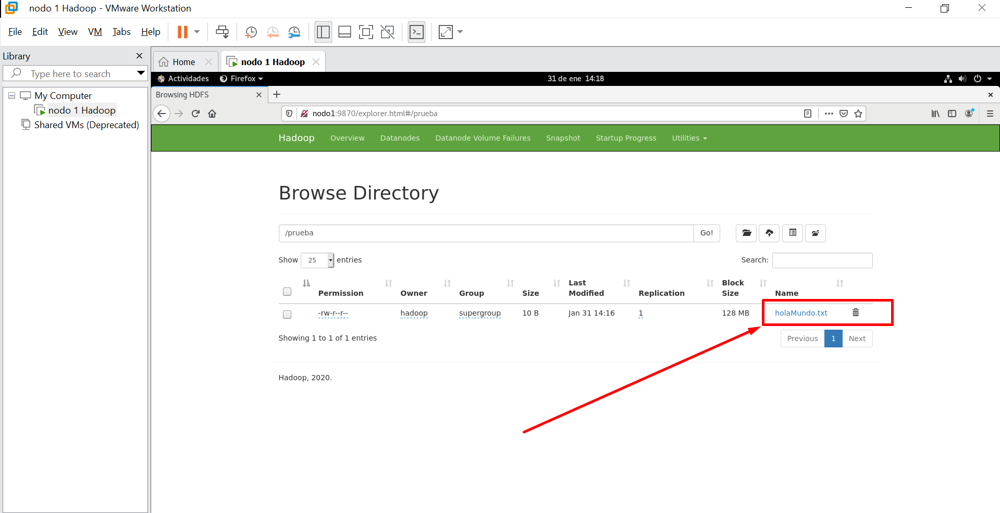 nodo 1 Hadoop - VMware Workstation
File Edit View VM Tabs Help
Library
Type here to search
My Computer
nodo 1 Hadoop
Shared VMs (Deprecated)
Home
nodo 1 Hadoop
Actividades Firefox 31 de ene 14:18
Browsing HDFS
nodo1:9870/explorer.html#/prueba
Hadoop Overview Datanodes Datanode Volume Failures Snapshot Startup Progress Utilities
Browse Directory
/prueba Go!
Show 25 entries Search:
Permission Owner Group Size Last Modified Replication Block Size Name
-rw-r--r-- hadoop supergroup 10 B Jan 31 14:16 1 128 MB holaMundo.txt
Showing 1 to 1 of 1 entries Previous 1 Next
Hadoop, 2020.